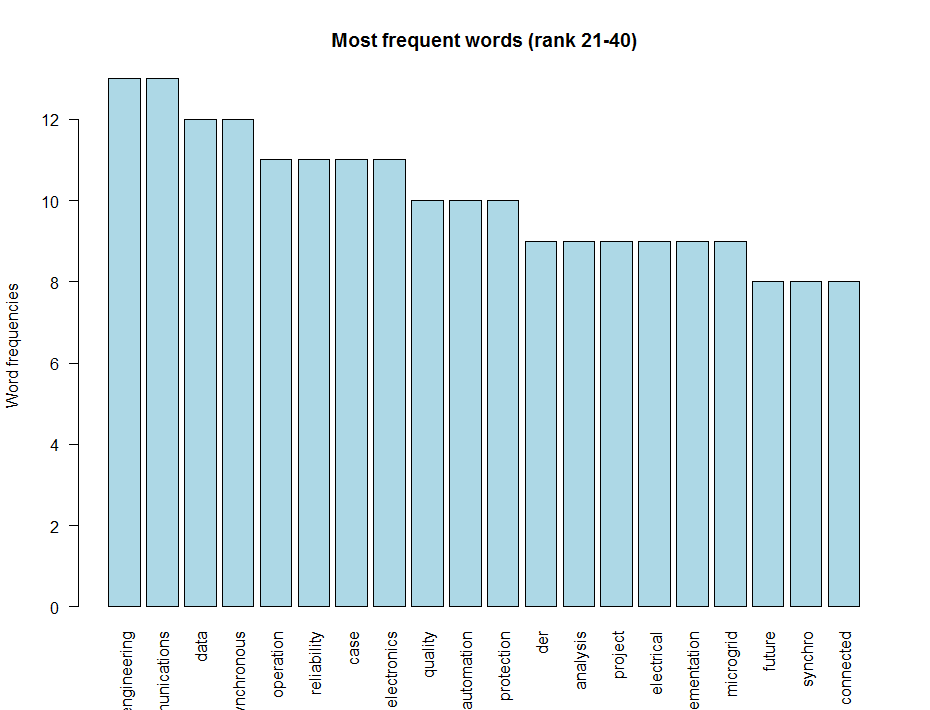 Most frequent words (rank 21-40)
Word frequencies
12
10
8
6
4
2
0
engineering
nunications
data
ynchronous
operation
reliability
case
electronics
quality
automation
protection
der
analysis
project
electrical
ementation
microgrid
future
synchro
connected